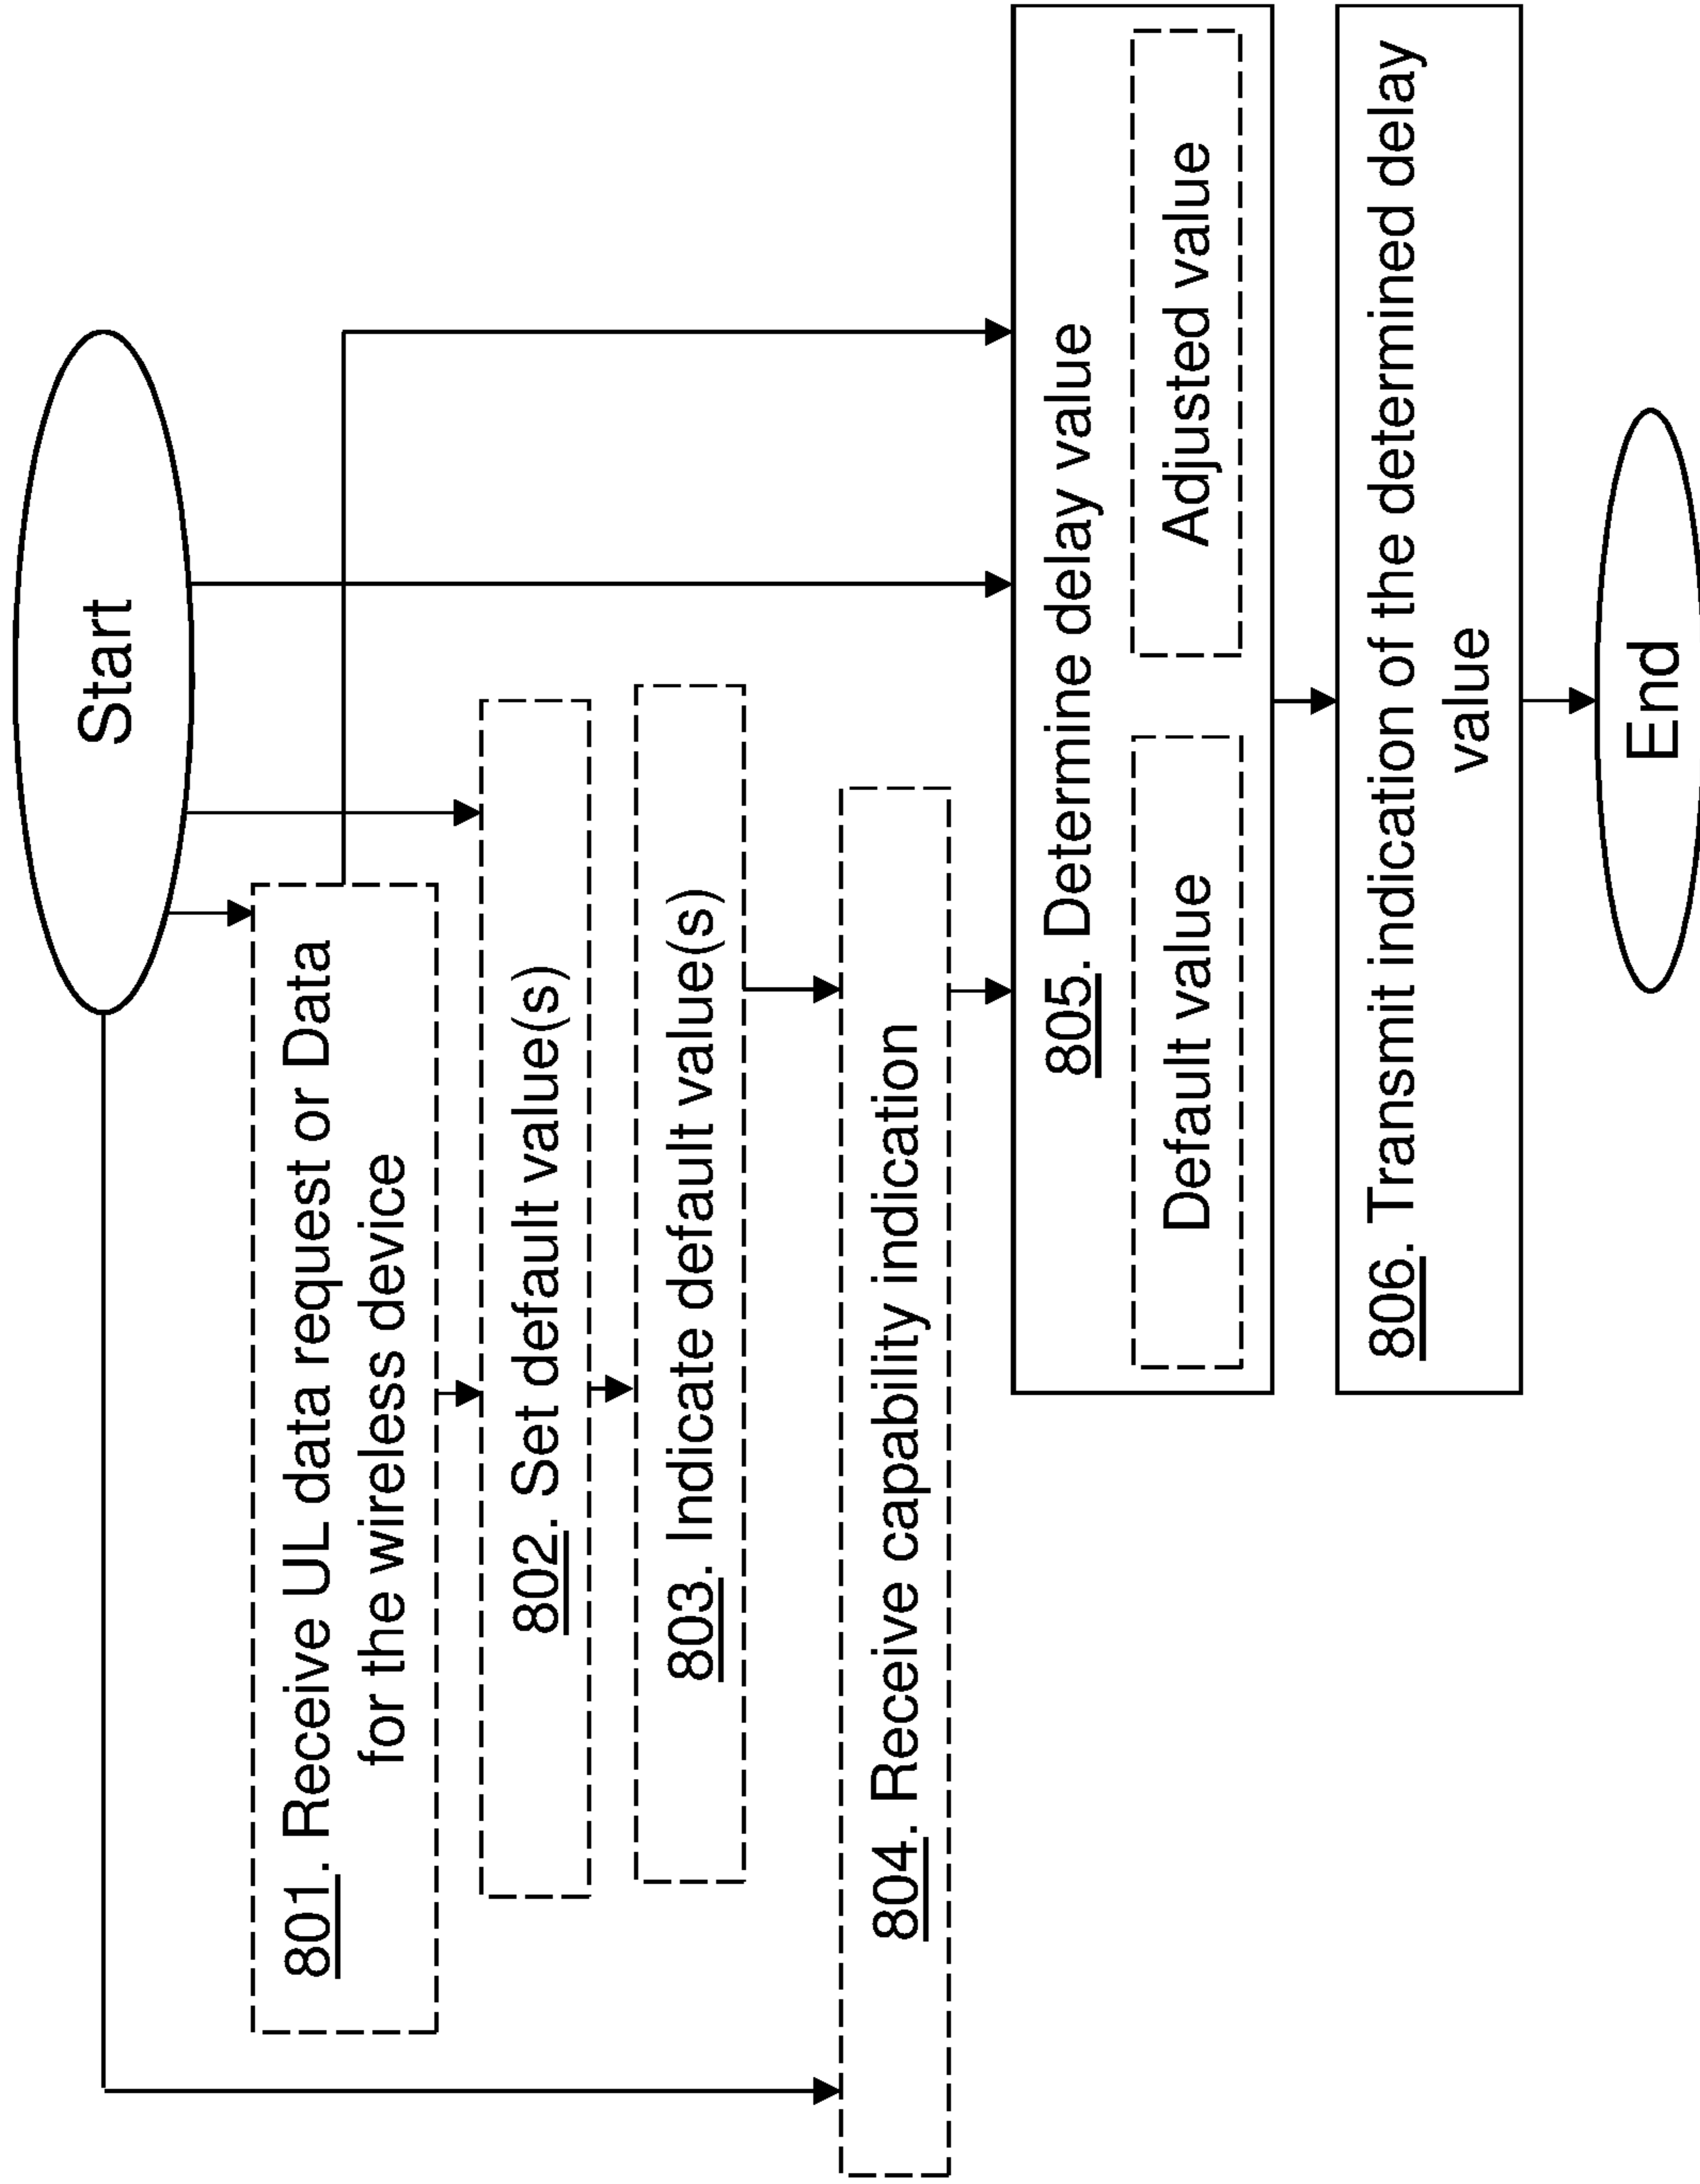 Start
801. Receive UL data request or Data
for the wireless device
802. Set default value(s)
803. Indicate default value(s)
804. Receive capability indication
805. Determine delay value
Default value
Adjusted value
806. Transmit indication of the determined delay
value
End